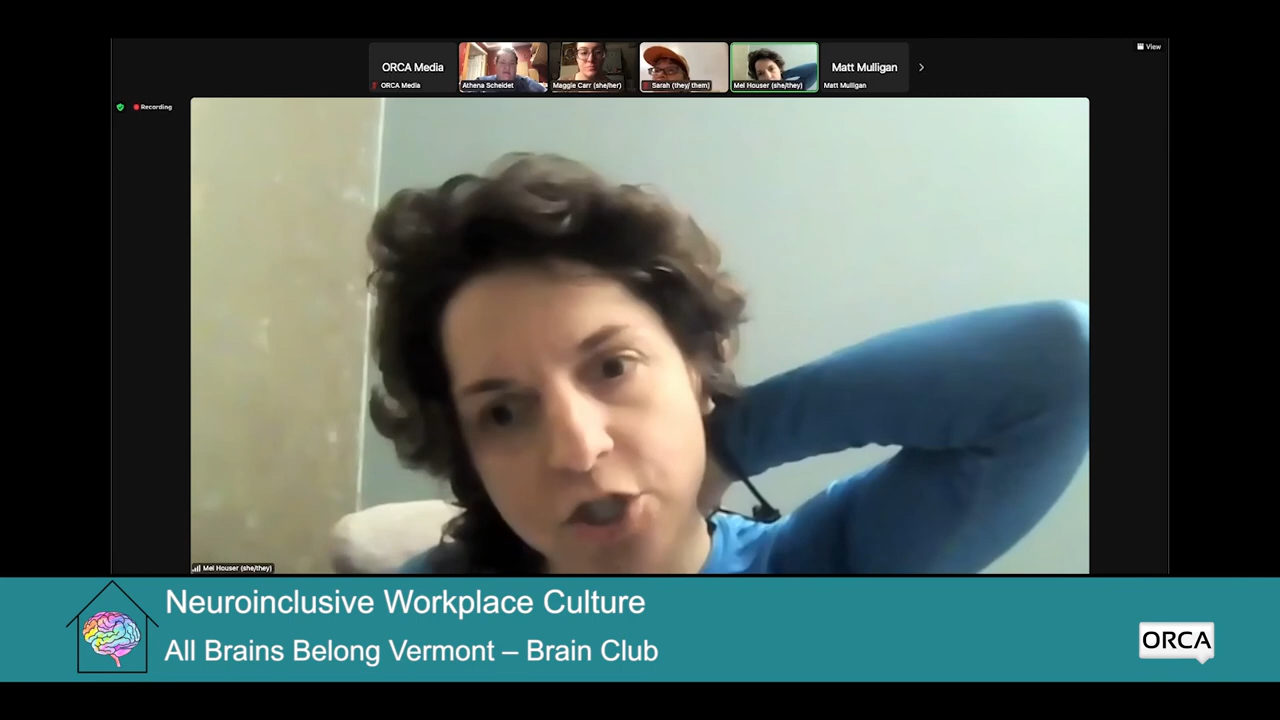 View
ORCA Media
ORCA Media
Athena Scheidet
Maggie Carr (she/her)
Sarah (they/ them)
Mel Houser (she/they)
Matt Mulligan
Matt Mulligan
Recording
Mel Houser (she/they)
Neuroinclusive Workplace Culture
All Brains Belong Vermont – Brain Club
ORCA